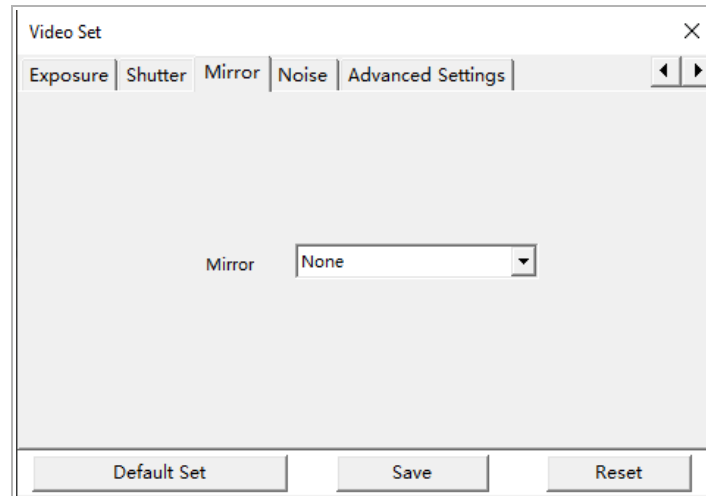 Video Set
Exposure Shutter Mirror Noise Advanced Settings
Mirror None
Default Set Save Reset